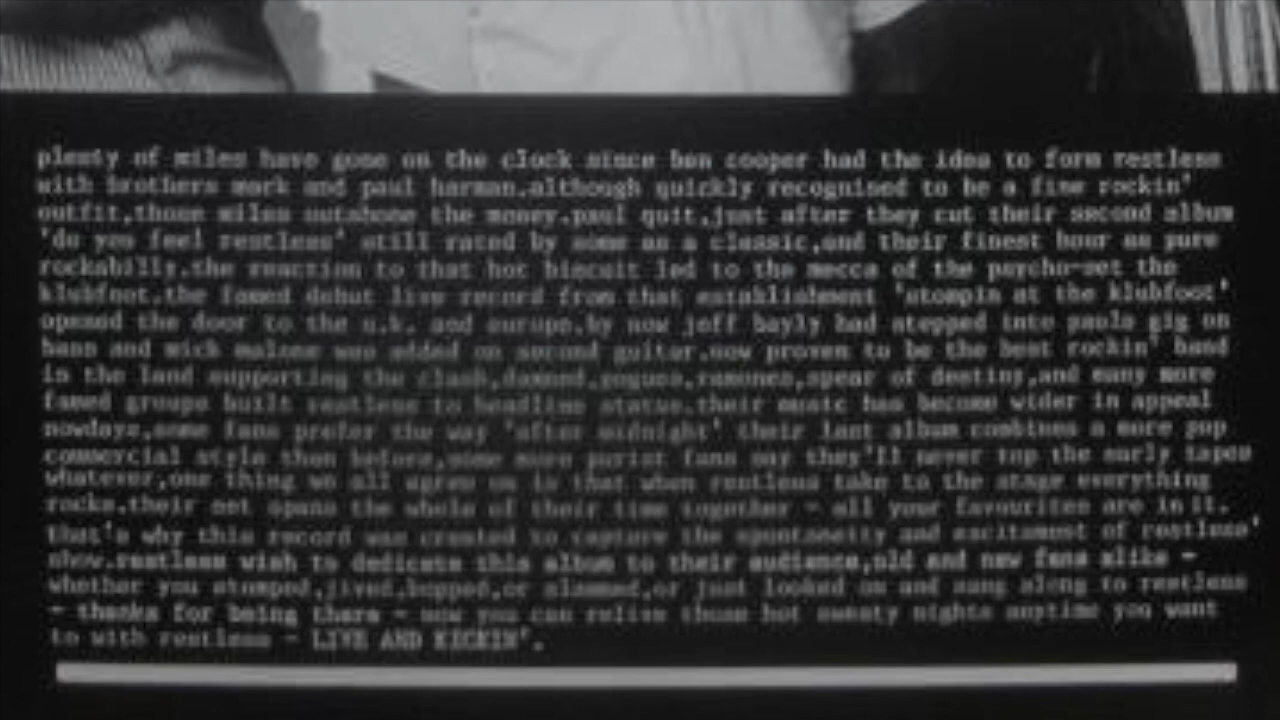 plenty of miles have gone on the clock since ben cooper had the idea to form restless
with brothers mark and paul harman.although quickly recognised to be a fine rockin'
outfit,those miles outshone the money.paul quit.just after they cut their second album
'do you feel restless' still rated by some as a classic,and their finest hour as pure
rockabilly.the reaction to that hot biscuit led to the mecca of the psycho-set the
klubfoot.the famed debut live record from that establishment 'stompin at the klubfoot'
opened the door to the u.k. and europe.by now jeff bayly had stepped into pauls gig on
bass and mick malone was added on second guitar.now proven to be the best rockin' band
in the land supporting the clash,damned,pogues,ramones,spear of destiny,and many more
famed groups built restless to headline status.their music has become wider in appeal
nowdays,some fans prefer the way 'after midnight' their last album combines a more pop
commercial style than before,some more purist fans say they'll never top the early tapes
whatever,one thing we all agree on is that when restless take to the stage everything
rocks.their set spans the whole of their time together - all your favourites are in it.
that's why this record was created to capture the spontaneity and excitement of restless'
show.restless wish to dedicate this album to their audience,old and new fans alike -
whether you stomped,jived,bopped,or slammed,or just looked on and sang along to restless
- thanks for being there - now you can relive those hot sweaty nights anytime you want
to with restless - LIVE AND KICKIN'.